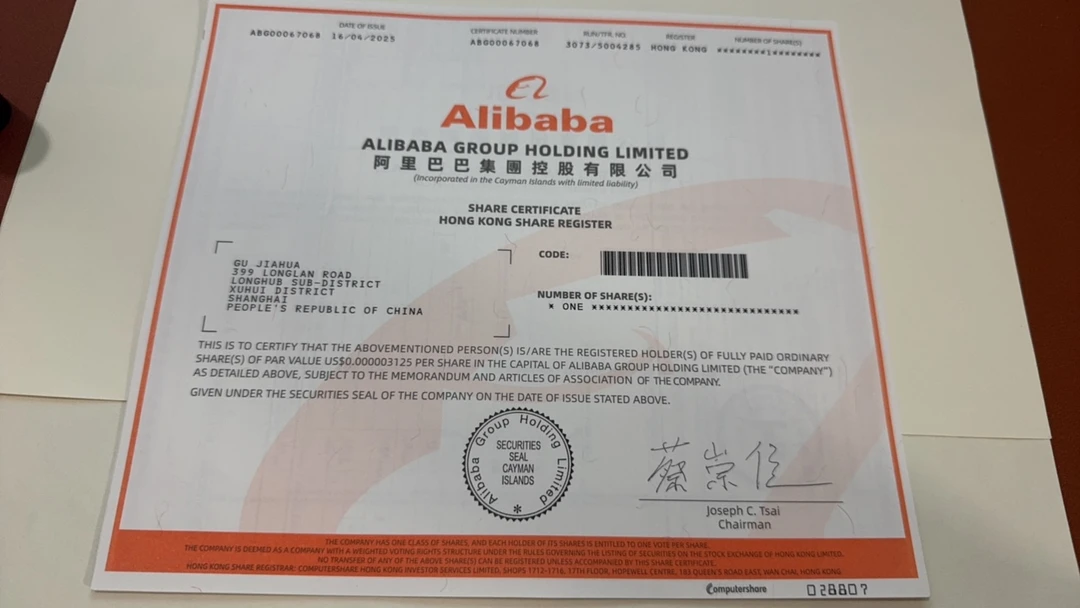 DATE OF ISSUE
CERTIFICATE NUMBER
RUN/TFR. NO
REGISTER
NUMBER OF SHARE(S)
ABG00067068 16/04/2025 ABG00067068 3073/5004285 HONG KONG ********1********
Alibaba
ALIBABA GROUP HOLDING LIMITED
阿里巴巴集團控股有限公司
(Incorporated in the Cayman Islands with limited liability)
SHARE CERTIFICATE
HONG KONG SHARE REGISTER
GU JIAHUA
399 LONGLAN ROAD
LONGHUB SUB-DISTRICT
XUHUI DISTRICT
SHANGHAI
PEOPLE'S REPUBLIC OF CHINA
CODE:
NUMBER OF SHARE(S):
* ONE ***************************
THIS IS TO CERTIFY THAT THE ABOVEMENTIONED PERSON(S) IS/ARE THE REGISTERED HOLDER(S) OF FULLY PAID ORDINARY
SHARE(S) OF PAR VALUE US$0.000003125 PER SHARE IN THE CAPITAL OF ALIBABA GROUP HOLDING LIMITED (THE "COMPANY")
AS DETAILED ABOVE, SUBJECT TO THE MEMORANDUM AND ARTICLES OF ASSOCIATION OF THE COMPANY.
GIVEN UNDER THE SECURITIES SEAL OF THE COMPANY ON THE DATE OF ISSUE STATED ABOVE.
Alibaba Group Holding Limited
SECURITIES
SEAL
CAYMAN
ISLANDS
*
蔡崇信
Joseph C. Tsai
Chairman
THE COMPANY HAS ONE CLASS OF SHARES, AND EACH HOLDER OF ITS SHARES IS ENTITLED TO ONE VOTE PER SHARE.
THE COMPANY IS DEEMED AS A COMPANY WITH A WEIGHTED VOTING RIGHTS STRUCTURE UNDER THE RULES GOVERNING THE LISTING OF SECURITIES ON THE STOCK EXCHANGE OF HONG KONG LIMITED.
NO TRANSFER OF ANY OF THE ABOVE SHARE(S) CAN BE REGISTERED UNLESS ACCOMPANIED BY THIS SHARE CERTIFICATE.
HONG KONG SHARE REGISTRAR: COMPUTERSHARE HONG KONG INVESTOR SERVICES LIMITED, SHOPS 1712-1716, 17TH FLOOR, HOPEWELL CENTRE, 183 QUEEN'S ROAD EAST, WAN CHAI, HONG KONG
Computershare
028807